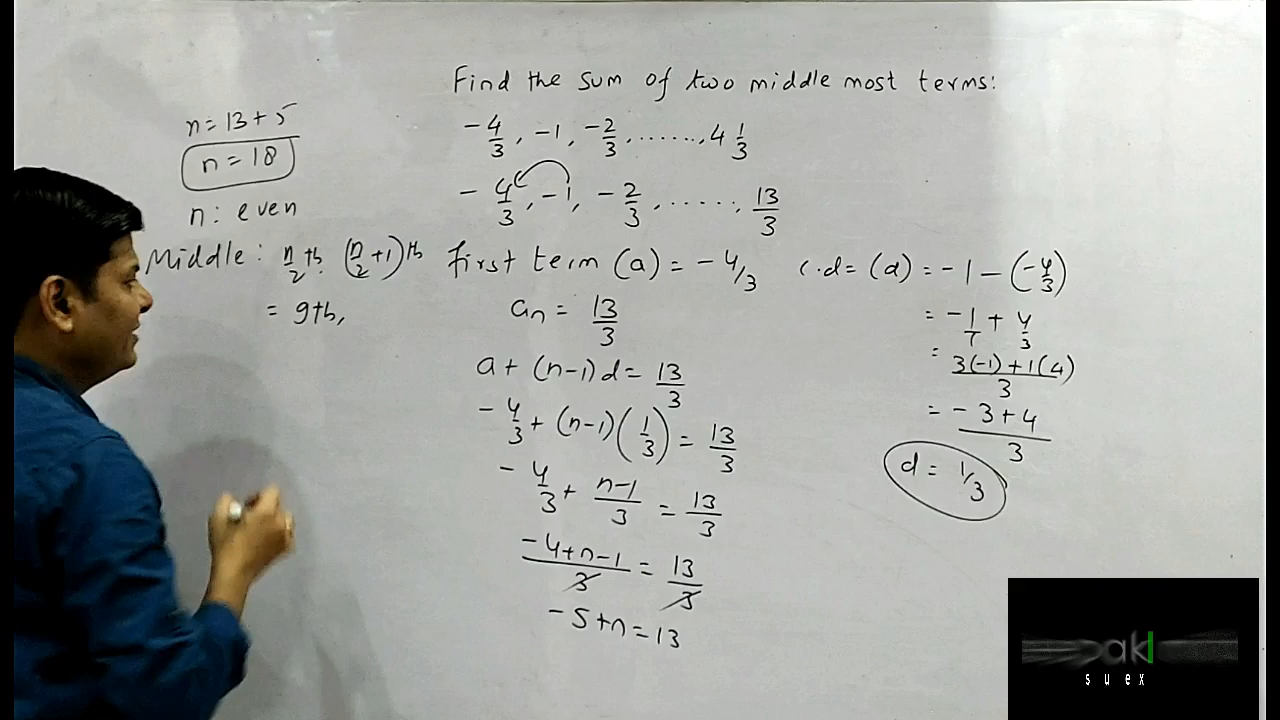 Find the sum of two middle most terms:
-4/3, -1, -2/3, ......, 4 1/3
-4/3, -1, -2/3, ......, 13/3
n = 13 + 5
n = 18
n: even
Middle: n/2 th, (n/2 + 1)th
= 9th,
First term (a) = -4/3
an = 13/3
a + (n-1)d = 13/3
-4/3 + (n-1)(1/3) = 13/3
-4/3 + n-1/3 = 13/3
-4+n-1/3 = 13/3
-5+n = 13
c.d = (d) = -1 - (-4/3)
= -1/1 + 4/3
= 3(-1)+1(4)/3
= -3+4/3
d = 1/3
suex